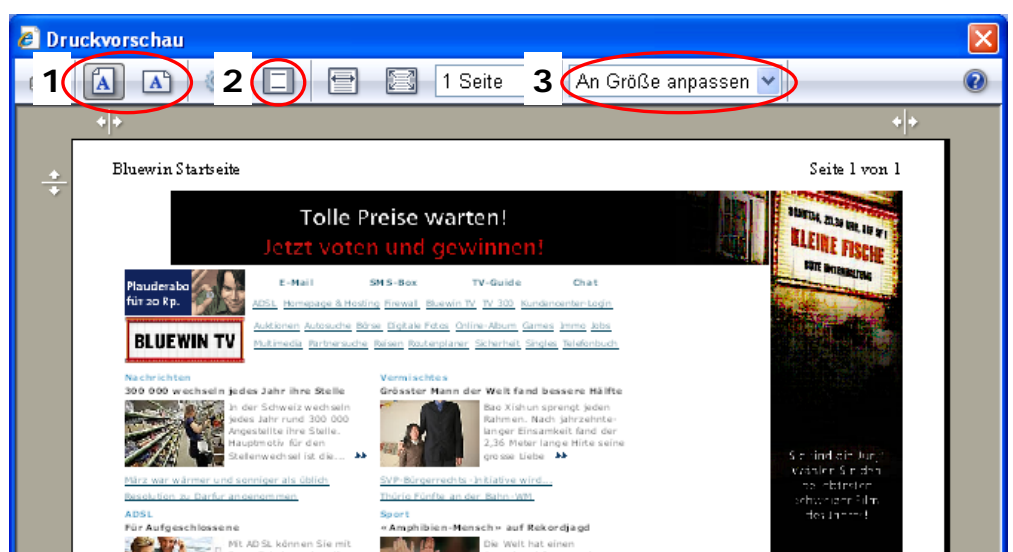 Druckvorschau
1
A
A
2
1 Seite
3
An Größe anpassen
?
Bluewin Startseite
Seite 1 von 1
Tolle Preise warten!
Jetzt voten und gewinnen!
KLEINE FISCHE
GUTE UNTERHALTUNG
Plauderabo
für 20 Rp.
E-Mail SMS-Box TV-Guide Chat
ADSL Homepage & Hosting Firewall Bluewin TV TV 300 Kundencenter-Login
BLUEWIN TV
Auktionen Autosuche Börse Digitale Fotos Online-Album Games Immo Jobs
Multimedia Partnersuche Reisen Routenplaner Sicherheit Singles Telefonbuch
Nachrichten
300 000 wechseln jedes Jahr ihre Stelle
In der Schweiz wechseln
jedes Jahr rund 300 000
Angestellte ihre Stelle.
Hauptmotiv für den
Stellenwechsel ist die...
März war wärmer und sonniger als üblich
Resolution zu Darfur angenommen
Vermischtes
Grösster Mann der Welt fand bessere Hälfte
Bao Xishun sprengt jeden
Rahmen. Nach jahrzehnte-
langer Einsamkeit fand der
2,36 Meter lange Hirte seine
grosse Liebe
SVP-Bürgerrechts-Initiative wird...
Thürig Fünfte an der Bahn-WM
ADSL
Für Aufgeschlossene
Mit ADSL können Sie mit
Sport
«Amphibien-Mensch» auf Rekordjagd
Die Welt hat einen